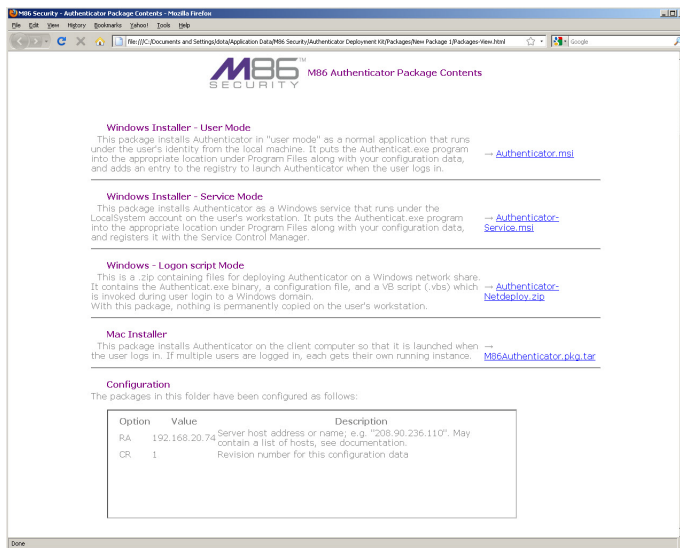 M86 Security - Authenticator Package Contents - Mozilla Firefox
File Edit View History Bookmarks Yahoo! Tools Help
file:///C:/Documents and Settings/dota/Application Data/M86 Security/Authenticator Deployment Kit/Packages/New Package 1/Packages-View.html
Google
M86™
SECURITY
M86 Authenticator Package Contents
Windows Installer - User Mode
This package installs Authenticator in "user mode" as a normal application that runs
under the user's identity from the local machine. It puts the Authenticat.exe program
into the appropriate location under Program Files along with your configuration data,
and adds an entry to the registry to launch Authenticator when the user logs in.
→ Authenticator.msi
Windows Installer - Service Mode
This package installs Authenticator as a Windows service that runs under the
LocalSystem account on the user's workstation. It puts the Authenticat.exe program
into the appropriate location under Program Files along with your configuration data,
and registers it with the Service Control Manager.
→ Authenticator-
Service.msi
Windows - Logon script Mode
This is a .zip containing files for deploying Authenticator on a Windows network share.
It contains the Authenticat.exe binary, a configuration file, and a VB script (.vbs) which
is invoked during user login to a Windows domain.
With this package, nothing is permanently copied on the user's workstation.
→ Authenticator-
Netdeploy.zip
Mac Installer
This package installs Authenticator on the client computer so that it is launched when
the user logs in. If multiple users are logged in, each gets their own running instance.
→
M86Authenticator.pkg.tar
Configuration
The packages in this folder have been configured as follows:
Option Value Description
RA 192.168.20.74 Server host address or name; e.g. "208.90.236.110". May
contain a list of hosts, see documentation.
CR 1 Revision number for this configuration data
Done